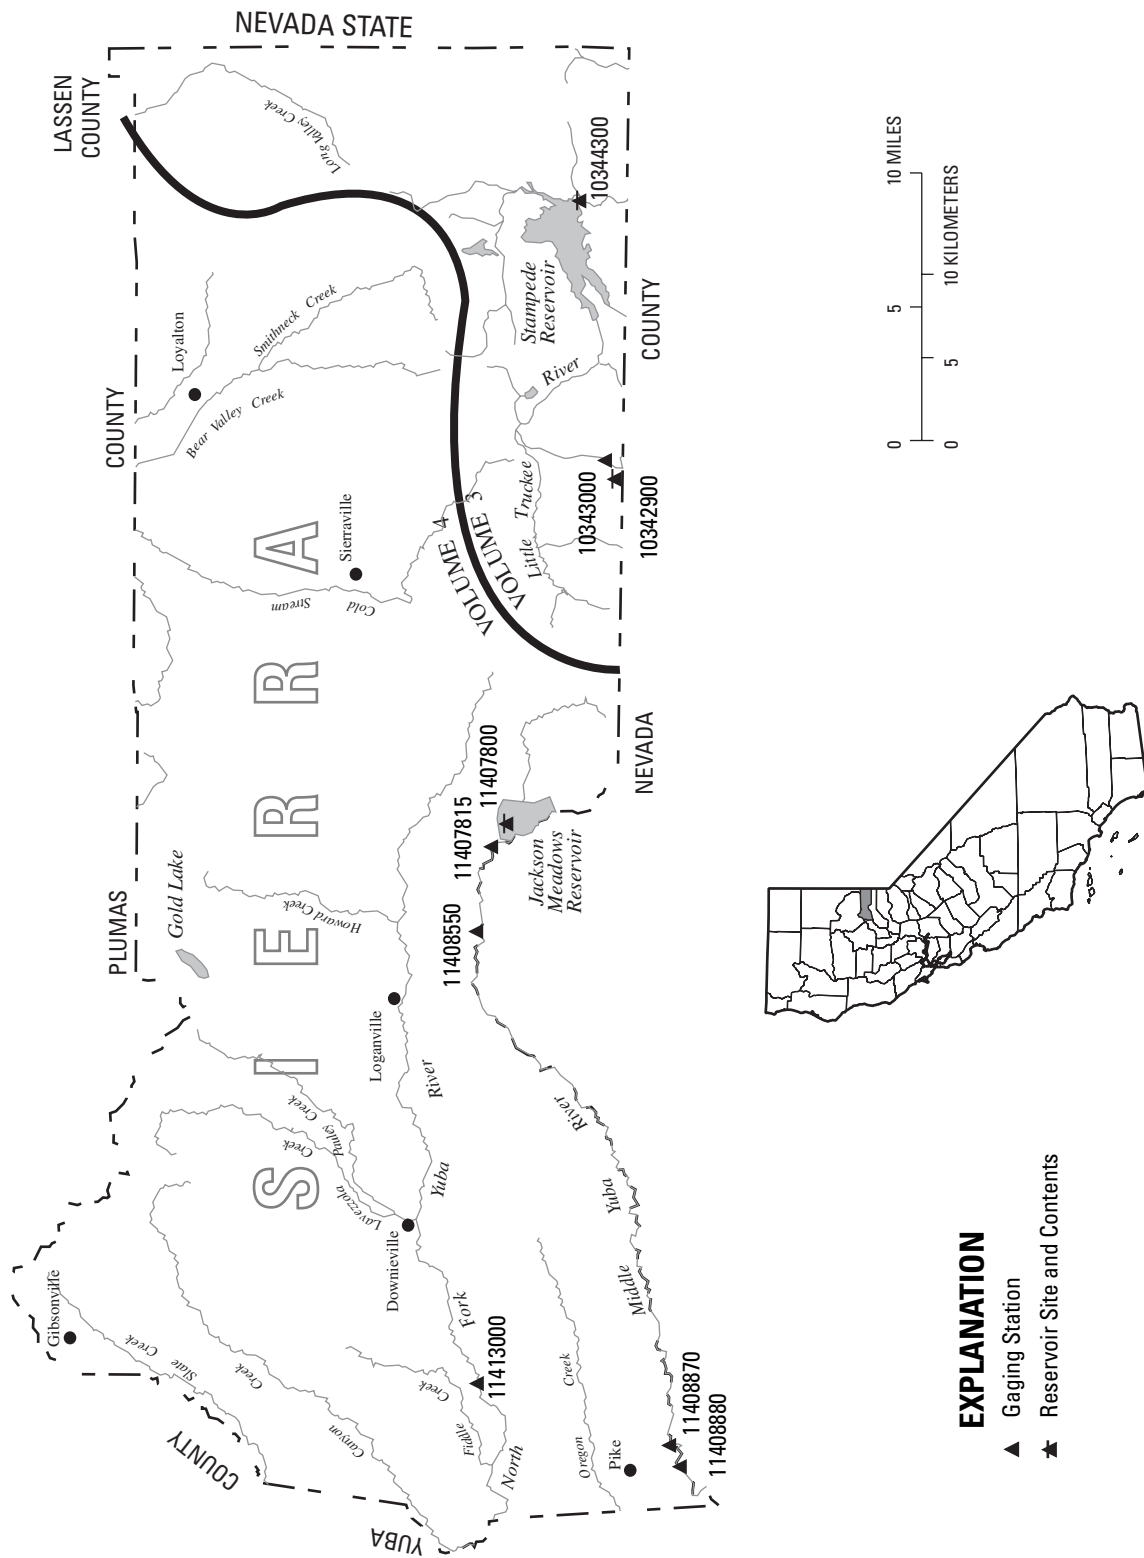 NEVADA STATE
LASSEN
COUNTY
Long Valley Creek
10344300
Stampede
Reservoir
COUNTY
Loyalton
Smithneck Creek
Bear Valley Creek
COUNTY
River
Little Truckee
10343000
10342900
Sierraville
Cold Stream
VOLUME 4
VOLUME 3
SIERRA
PLUMAS
Gold Lake
Howard Creek
11407800
11407815
11408550
Jackson
Meadows
Reservoir
NEVADA
Loganville
Pauley Creek
Lavezzola Creek
Downieville
North Fork Yuba River
Middle Yuba River
Gibsonville
Slate Creek
Canyon Creek
Fiddle Creek
11413000
Oregon Creek
Pike
11408870
11408880
YUBA COUNTY
0 5 10 MILES
0 5 10 KILOMETERS
EXPLANATION
Gaging Station
Reservoir Site and Contents